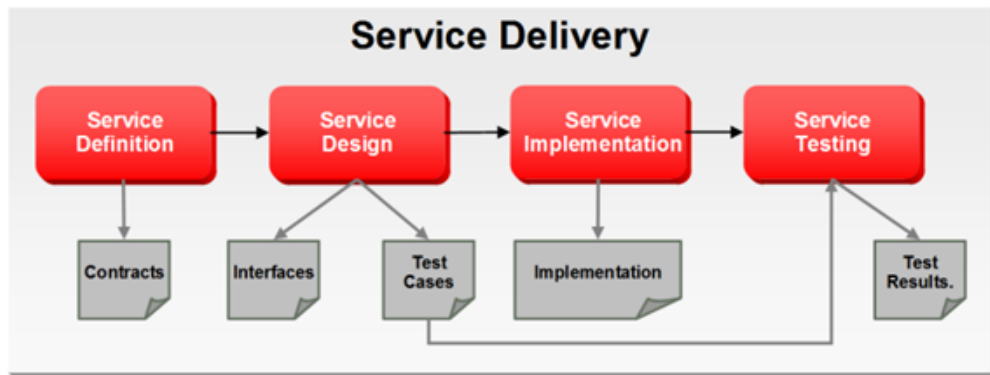 Service Delivery
Service
Definition
Service
Design
Service
Implementation
Service
Testing
Contracts
Interfaces
Test
Cases
Implementation
Test
Results.